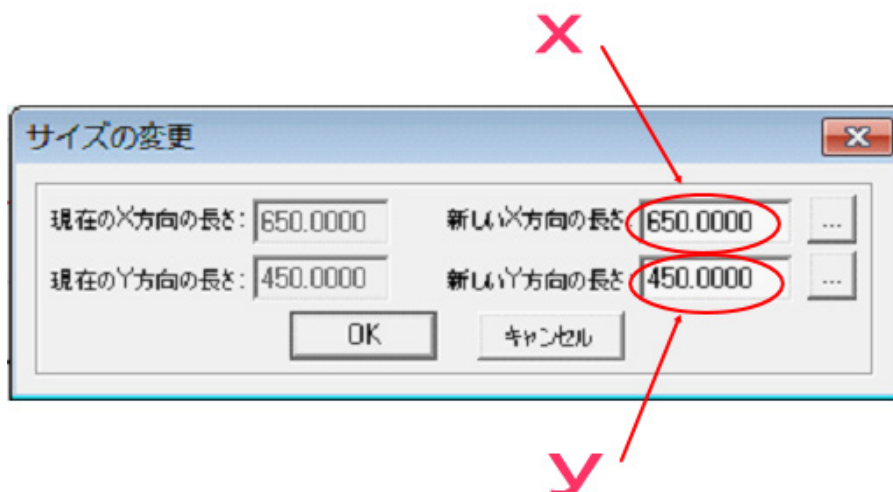 X
サイズの変更
現在のX方向の長さ: 650.0000 新しいX方向の長さ: 650.0000 ...
現在のY方向の長さ: 450.0000 新しいY方向の長さ: 450.0000 ...
OK キャンセル
y